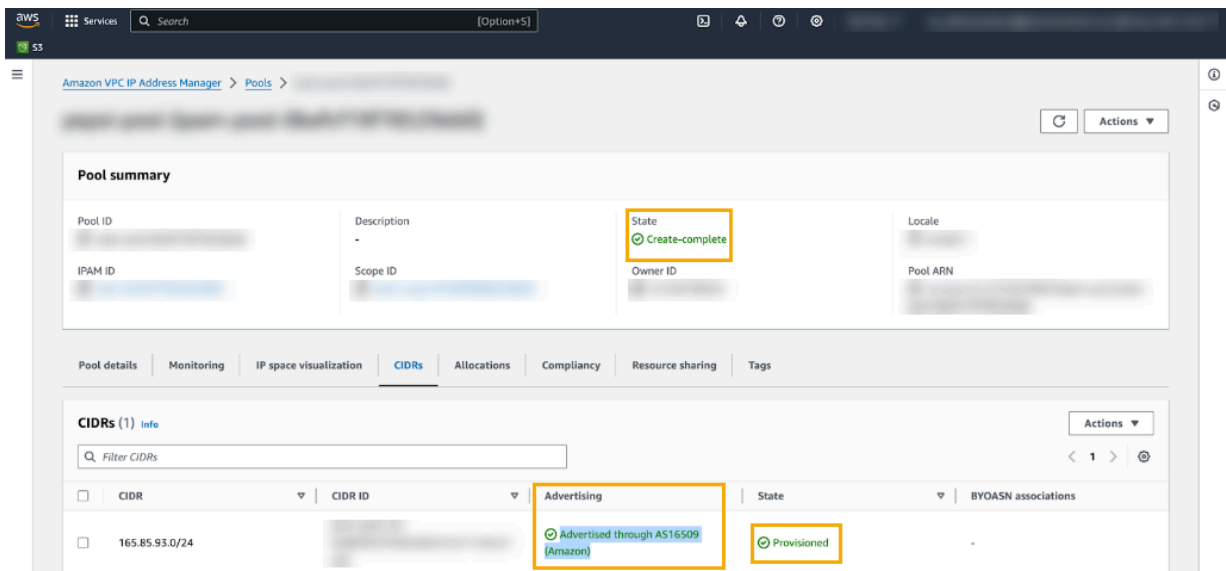 aws Services Search [Option+S]
S3
Amazon VPC IP Address Manager > Pools >
Actions
Pool summary
Pool ID Description State Locale
- Create-complete
IPAM ID Scope ID Owner ID Pool ARN
Pool details Monitoring IP space visualization CIDRs Allocations Compliancy Resource sharing Tags
CIDRs (1) Info Actions
Filter CIDRs < 1 >
CIDR CIDR ID Advertising State BYOASN associations
165.85.93.0/24 Advertised through AS16509 Provisioned -
(Amazon)